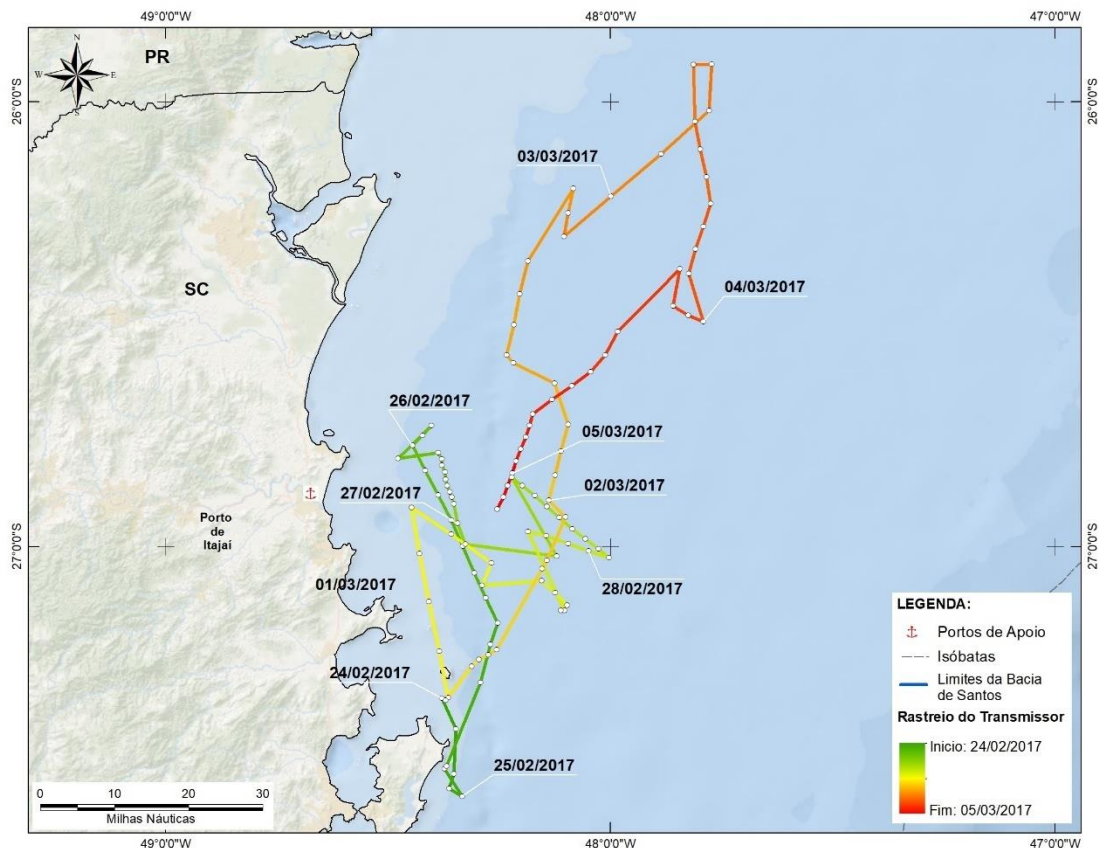 49°0'0"W
48°0'0"W
47°0'0"W
N
W
E
S
PR
26°0'0"S
26°0'0"S
03/03/2017
SC
04/03/2017
26/02/2017
05/03/2017
27/02/2017
02/03/2017
Porto
de
Itajaí
27°0'0"S
27°0'0"S
01/03/2017
28/02/2017
LEGENDA:
Portos de Apoio
Isóbatas
Limites da Bacia
de Santos
Rastreio do Transmissor
Inicio: 24/02/2017
Fim: 05/03/2017
24/02/2017
25/02/2017
0 10 20 30
Milhas Náuticas
49°0'0"W
48°0'0"W
47°0'0"W